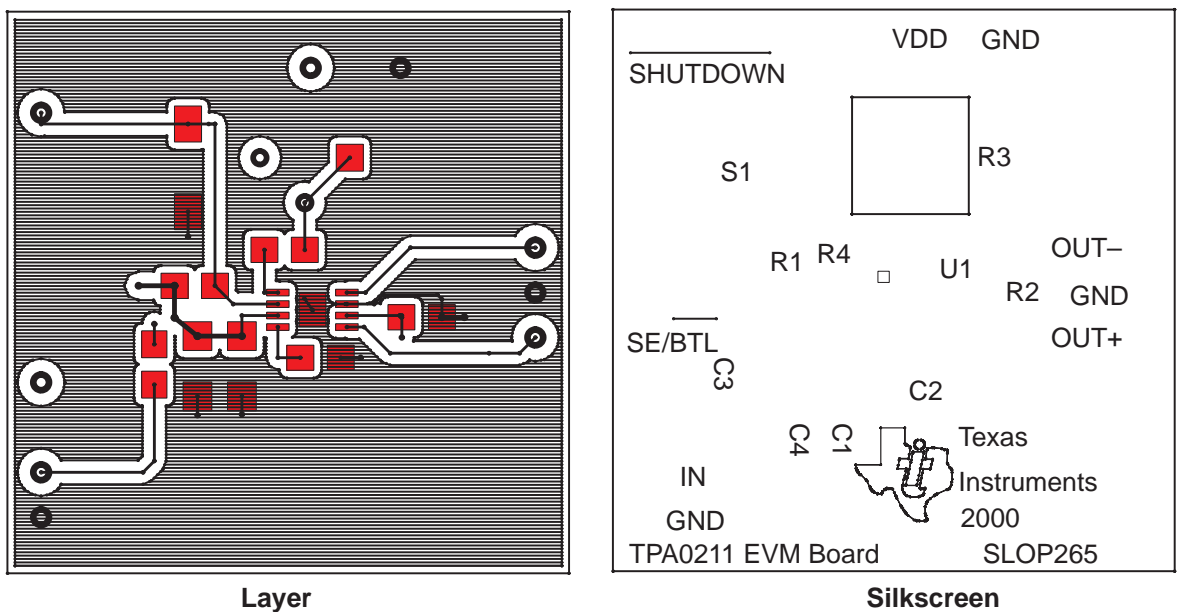 VDD GND
SHUTDOWN
R3
S1
OUT–
R1 R4 U1
R2 GND
SE/BTL OUT+
C3
C2
C4 C1 Texas
IN Instruments
GND 2000
TPA0211 EVM Board SLOP265
Layer Silkscreen